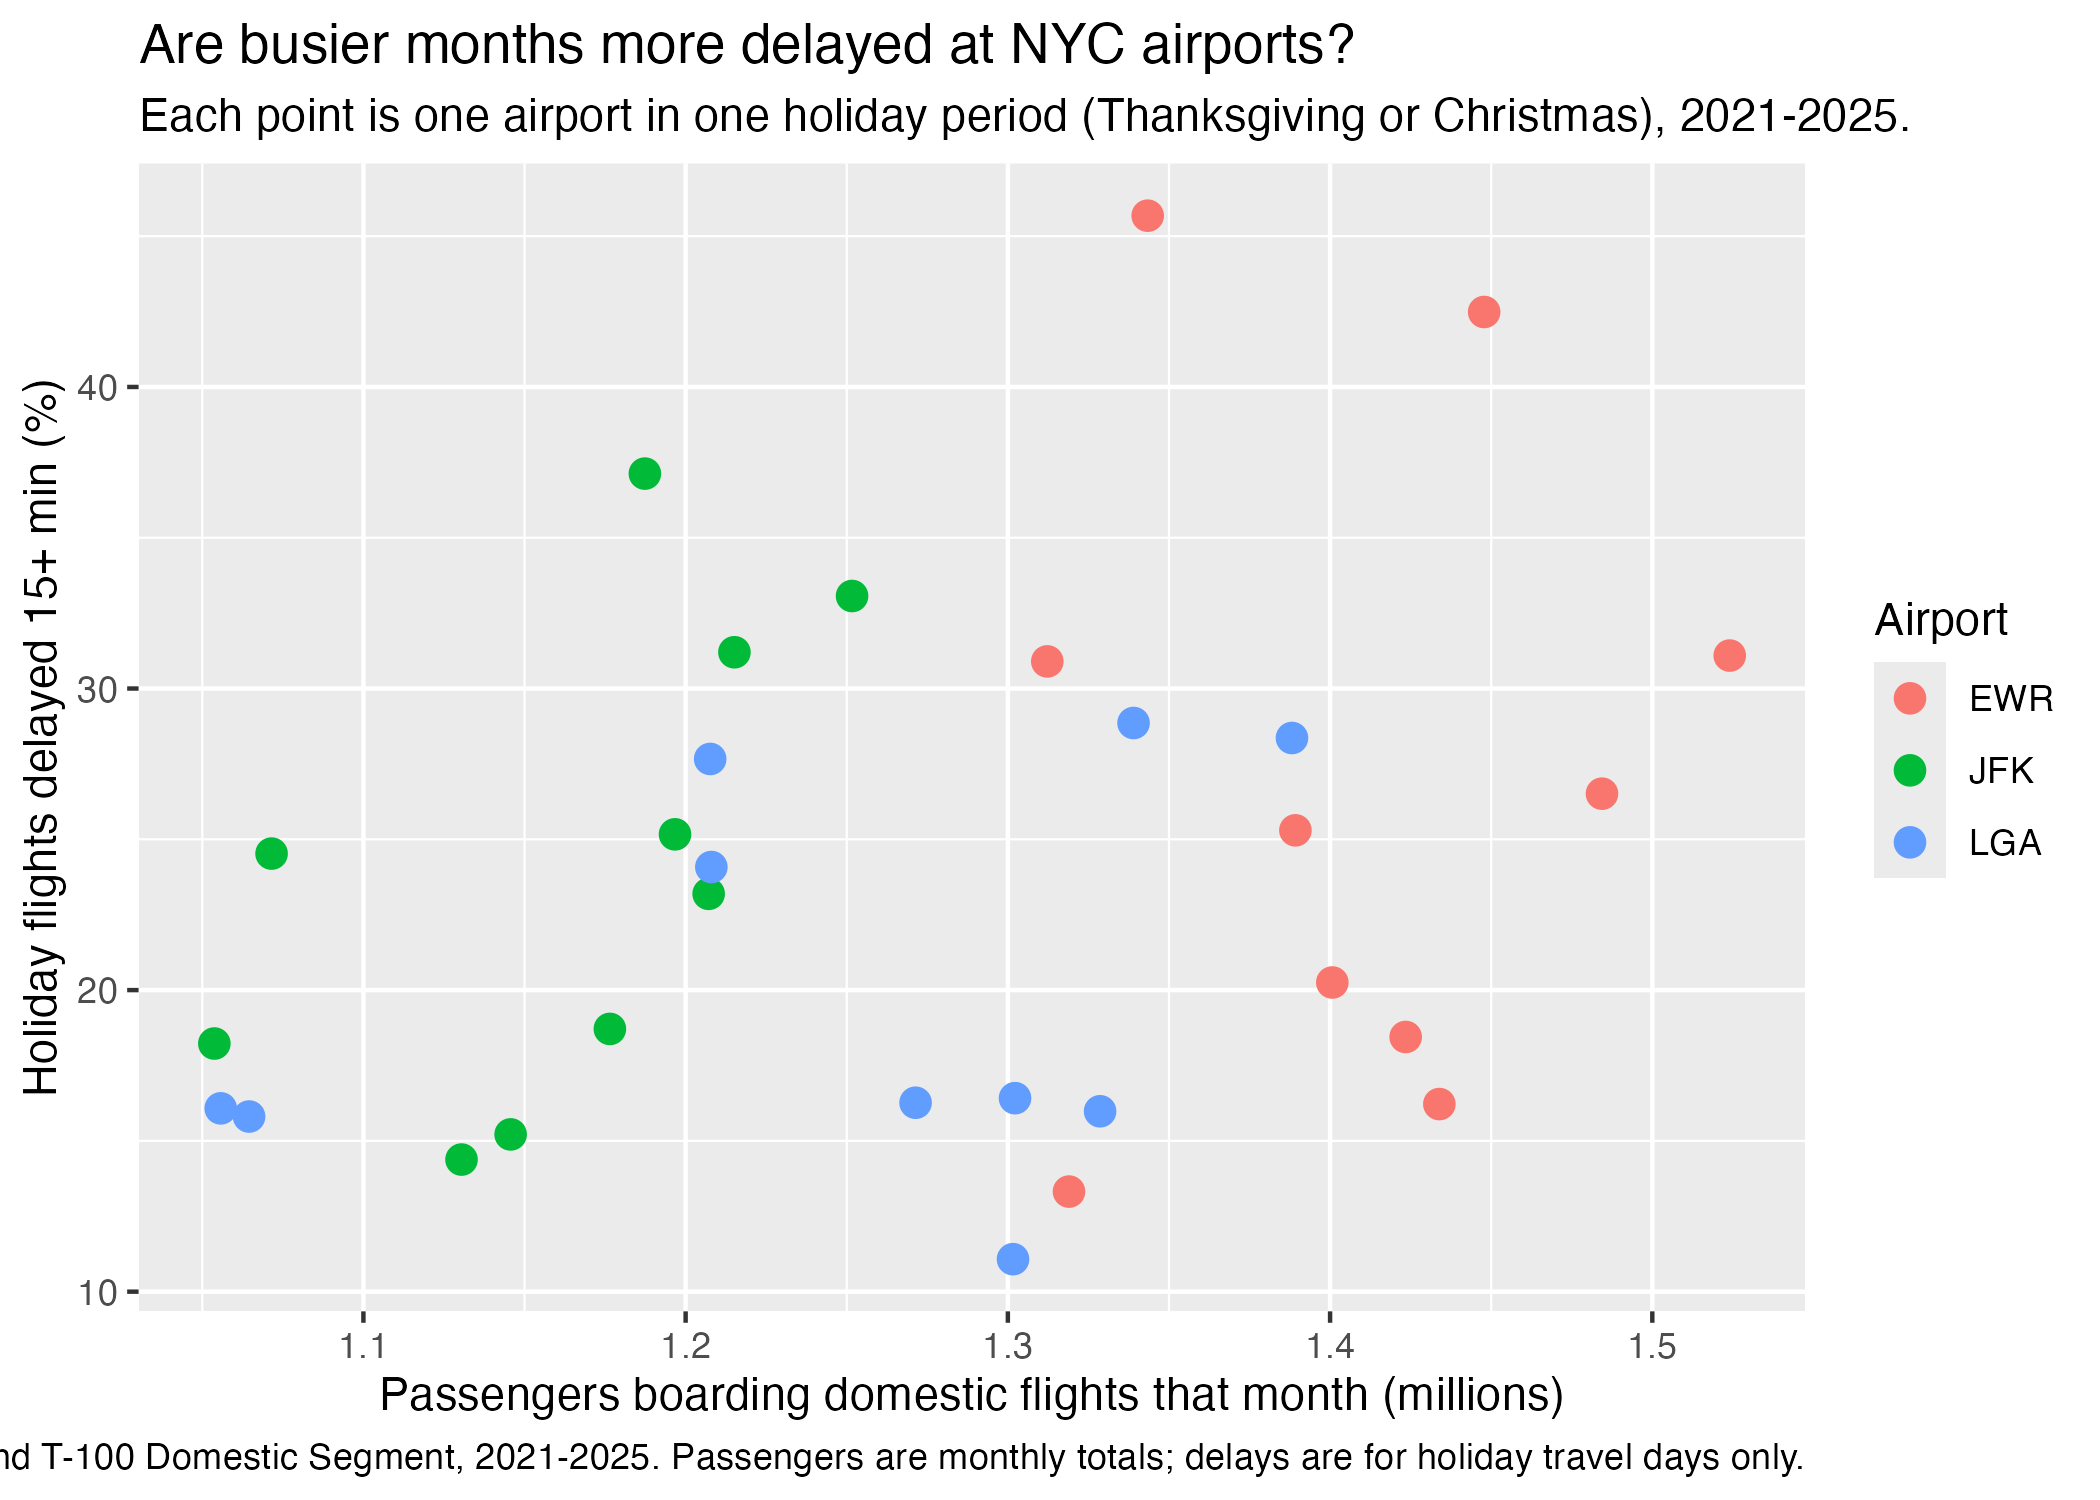 Are busier months more delayed at NYC airports?
Each point is one airport in one holiday period (Thanksgiving or Christmas), 2021-2025.
Holiday flights delayed 15+ min (%)
40
30
20
10
1.1
1.2
1.3
1.4
1.5
Passengers boarding domestic flights that month (millions)
Airport
EWR
JFK
LGA
T-100 Domestic Segment, 2021-2025. Passengers are monthly totals; delays are for holiday travel days only.